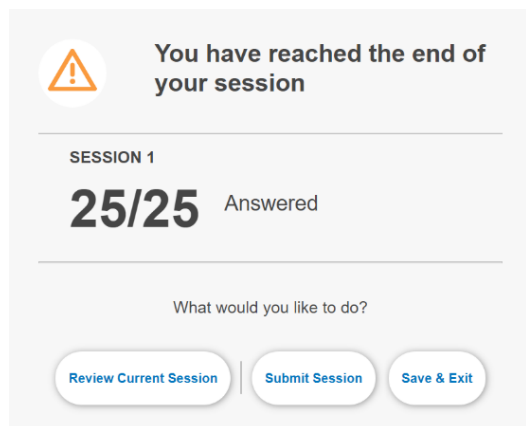 You have reached the end of
your session
SESSION 1
25/25 Answered
What would you like to do?
Review Current Session Submit Session Save & Exit